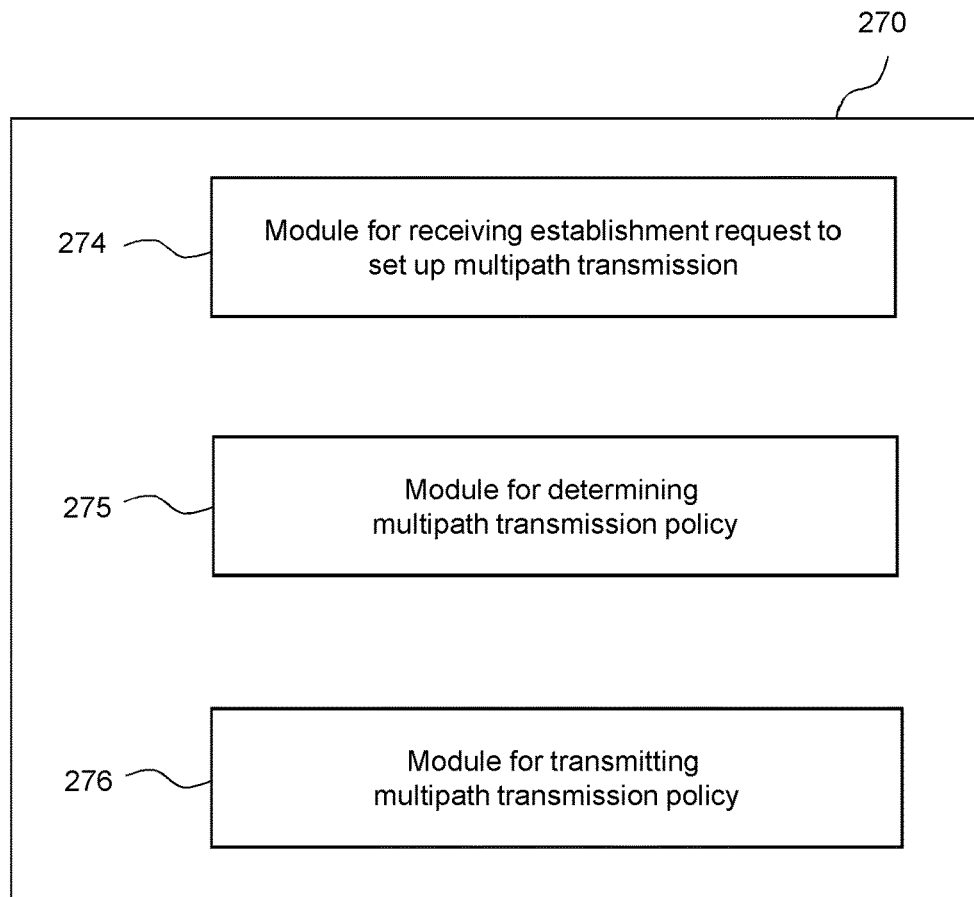 270
274
Module for receiving establishment request to
set up multipath transmission
275
Module for determining
multipath transmission policy
276
Module for transmitting
multipath transmission policy